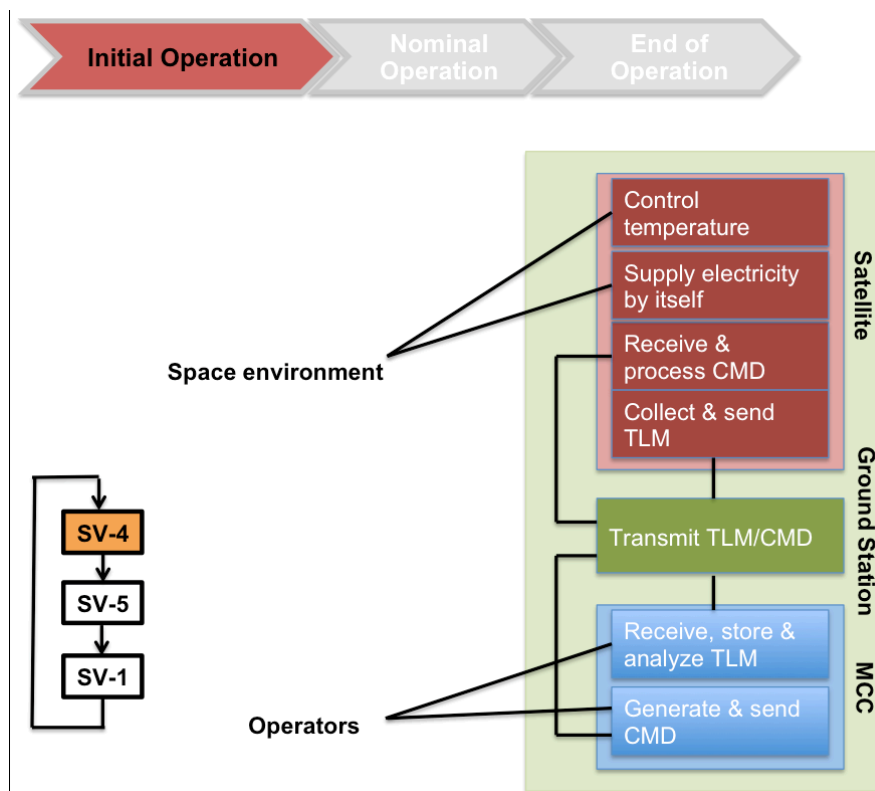 Initial Operation
Nominal
Operation
End of
Operation
Control
temperature
Supply electricity
by itself
Receive &
process CMD
Collect & send
TLM
Satellite
Space environment
Ground Station
Transmit TLM/CMD
SV-4
SV-5
SV-1
Receive, store &
analyze TLM
Generate & send
CMD
MCC
Operators